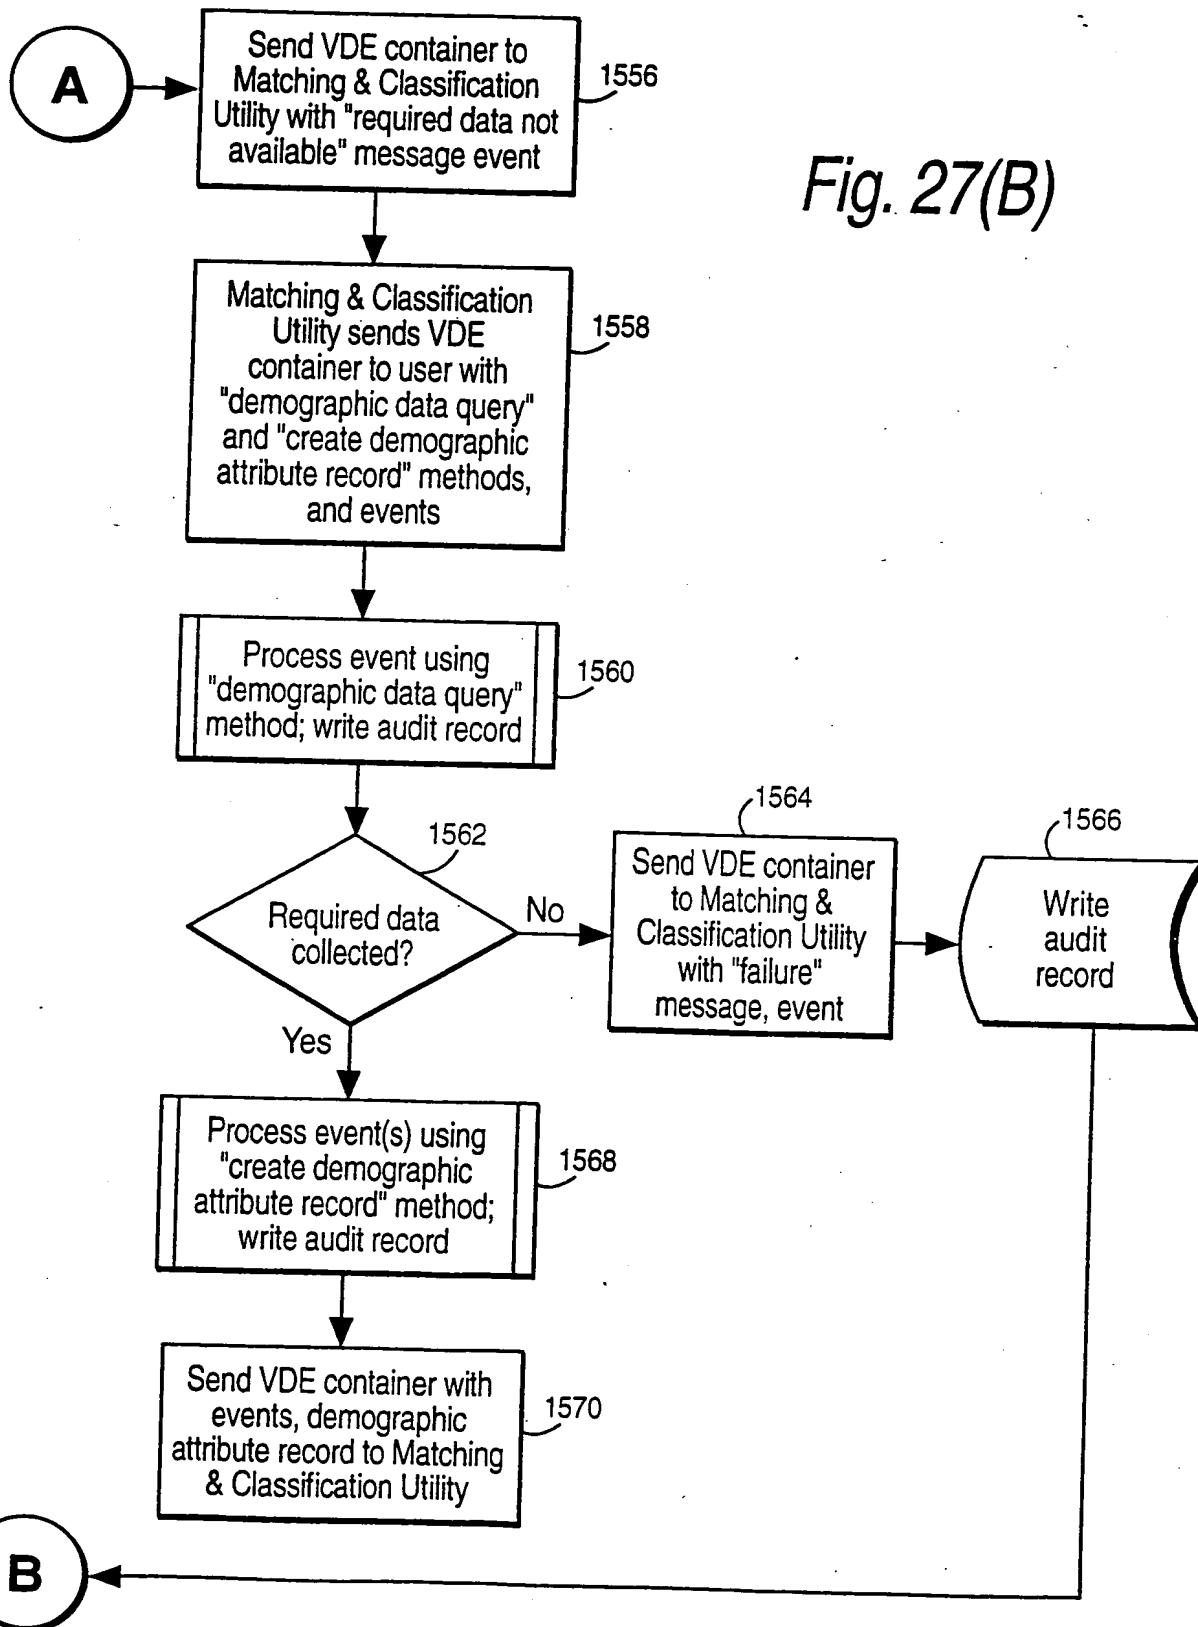 A
Send VDE container to
Matching & Classification
Utility with "required data not
available" message event
1556
Fig. 27(B)
Matching & Classification
Utility sends VDE
container to user with
"demographic data query"
and "create demographic
attribute record" methods,
and events
1558
Process event using
"demographic data query"
method; write audit record
1560
Required data
collected?
1562
No
Yes
Send VDE container
to Matching &
Classification Utility
with "failure"
message, event
1564
Write
audit
record
1566
Process event(s) using
"create demographic
attribute record" method;
write audit record
1568
Send VDE container with
events, demographic
attribute record to Matching
& Classification Utility
1570
B